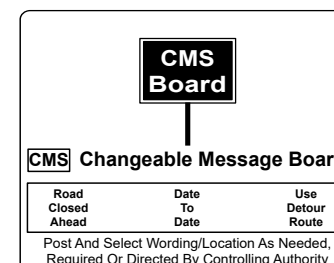 CMS
Board
CMS Changeable Message Boar
Road Date Use
Closed To Detour
Ahead Date Route
Post And Select Wording/Location As Needed,
Required Or Directed By Controlling Authority